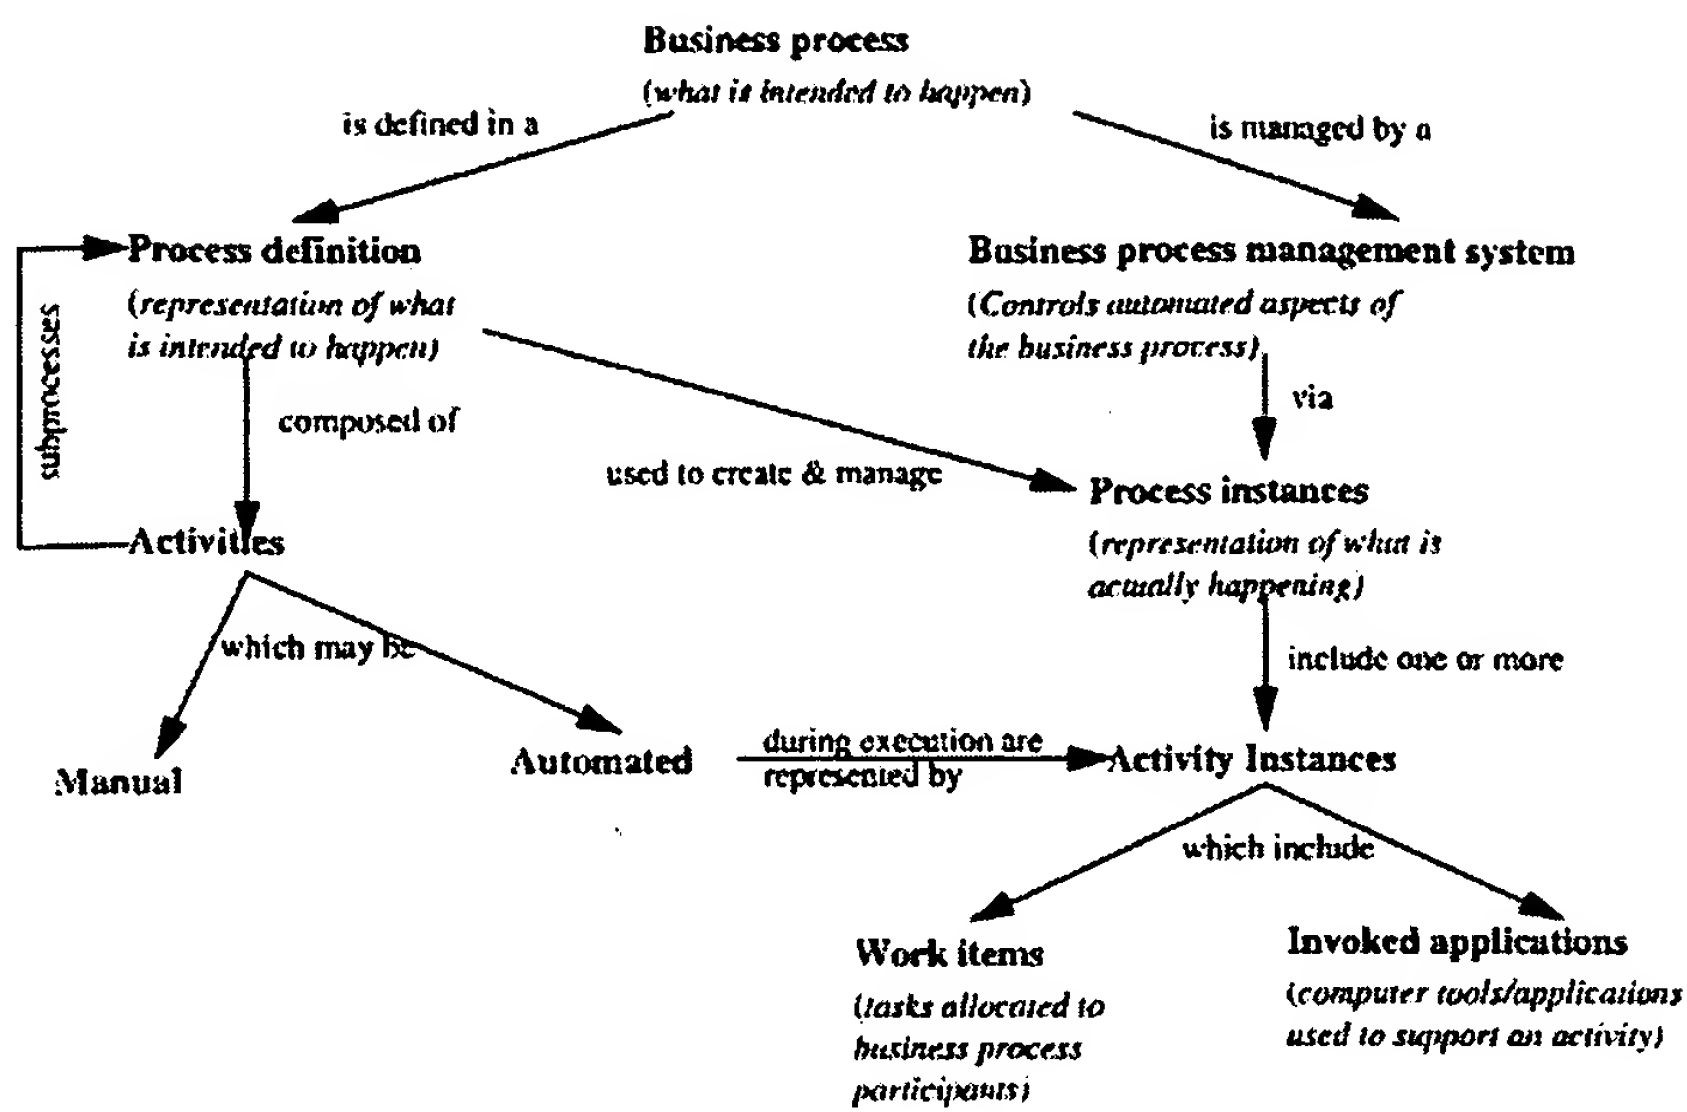 Business process
(what is intended to happen)
is defined in a
is managed by a
Process definition
(representation of what
is intended to happen)
Business process management system
(Controls automated aspects of
the business process)
subprocesses
composed of
via
used to create & manage
Process instances
(representation of what is
actually happening)
Activities
which may be
include one or more
Manual
Automated
during execution are
represented by
Activity Instances
which include
Work items
(tasks allocated to
business process
participants)
Invoked applications
(computer tools/applications
used to support an activity)